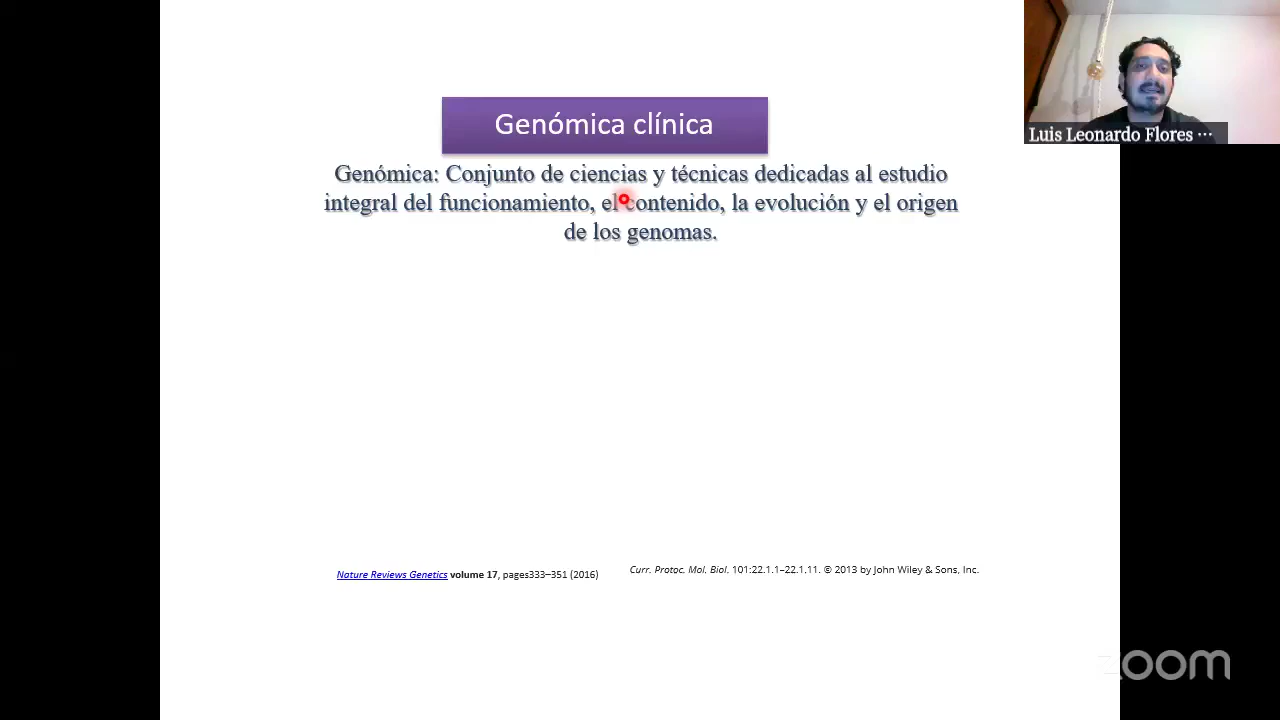 Genómica clínica
Luis Leonardo Flores ...
Genómica: Conjunto de ciencias y técnicas dedicadas al estudio
integral del funcionamiento, el contenido, la evolución y el origen
de los genomas.
Nature Reviews Genetics volume 17, pages333–351 (2016)
Curr. Protoc. Mol. Biol. 101:22.1.1–22.1.11. © 2013 by John Wiley & Sons, Inc.
zoom